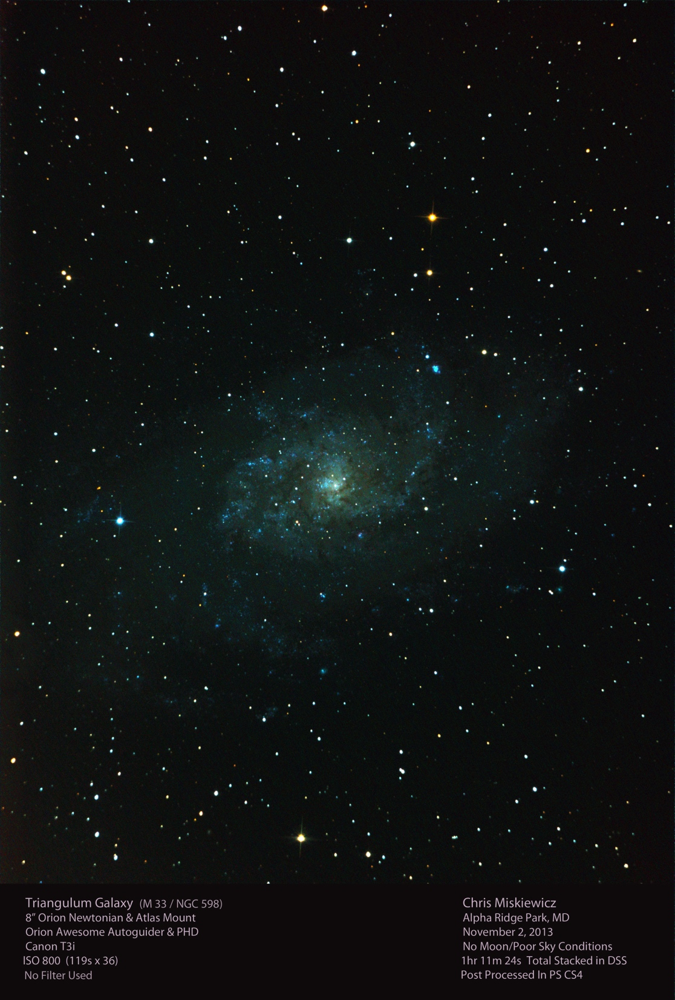 Triangulum Galaxy (M 33 / NGC 598)
8” Orion Newtonian & Atlas Mount
Orion Awesome Autoguider & PHD
Canon T3i
ISO 800 (119s x 36)
No Filter Used
Chris Miskiewicz
Alpha Ridge Park, MD
November 2, 2013
No Moon/Poor Sky Conditions
1hr 11m 24s Total Stacked in DSS
Post Processed In PS CS4